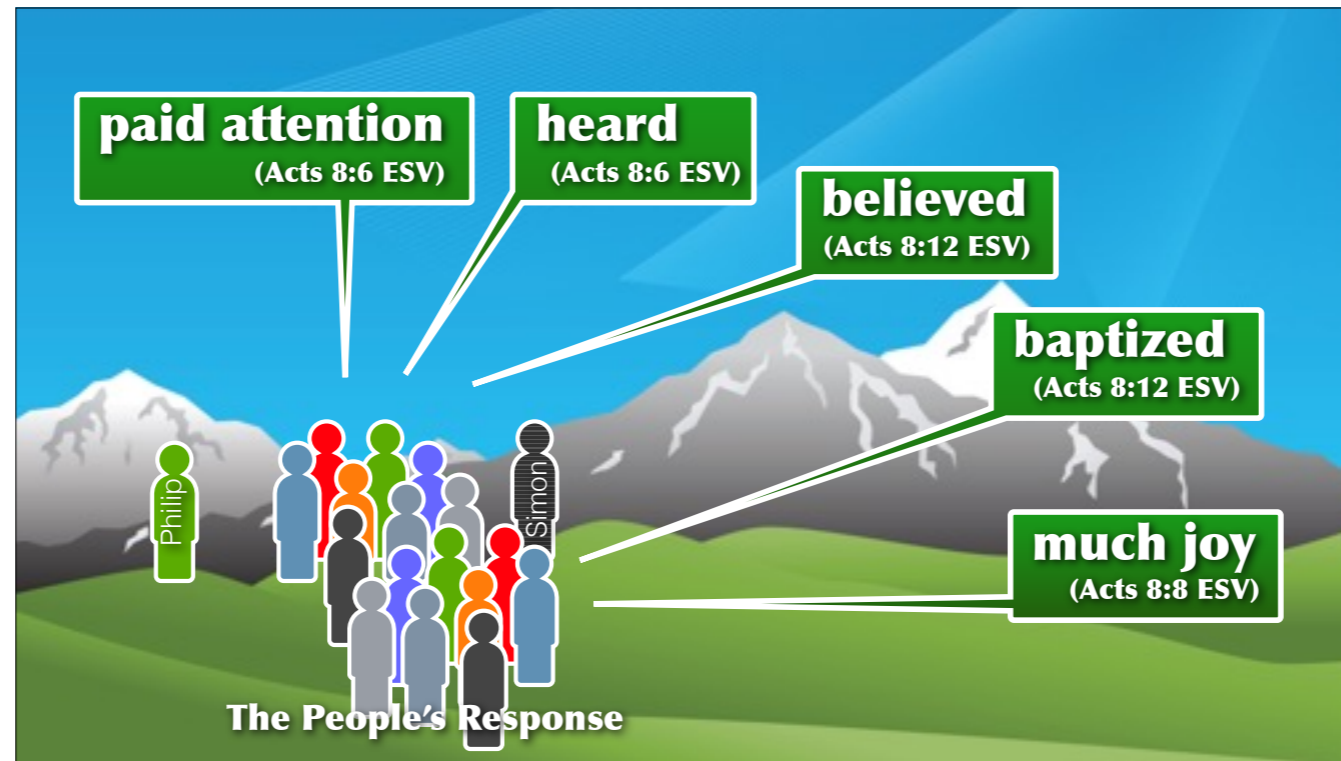 paid attention
(Acts 8:6 ESV)
heard
(Acts 8:6 ESV)
believed
(Acts 8:12 ESV)
baptized
(Acts 8:12 ESV)
much joy
(Acts 8:8 ESV)
Philip
Simon
The People’s Response